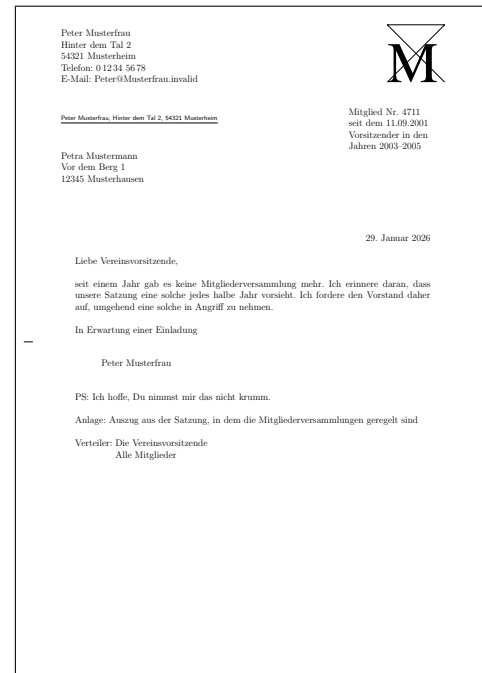 Peter Musterfrau
Hinter dem Tal 2
54321 Musterheim
Telefon: 0 12 34 56 78
E-Mail: Peter@Musterfrau.invalid
M
Peter Musterfrau, Hinter dem Tal 2, 54321 Musterheim
Mitglied Nr. 4711
seit dem 11.09.2001
Vorsitzender in den
Jahren 2003–2005
Petra Mustermann
Vor dem Berg 1
12345 Musterhausen
29. Januar 2026
Liebe Vereinsvorsitzende,
seit einem Jahr gab es keine Mitgliederversammlung mehr. Ich erinnere daran, dass
unsere Satzung eine solche jedes halbe Jahr vorsieht. Ich fordere den Vorstand daher
auf, umgehend eine solche in Angriff zu nehmen.
In Erwartung einer Einladung
Peter Musterfrau
PS: Ich hoffe, Du nimmst mir das nicht krumm.
Anlage: Auszug aus der Satzung, in dem die Mitgliederversammlungen geregelt sind
Verteiler: Die Vereinsvorsitzende
Alle Mitglieder